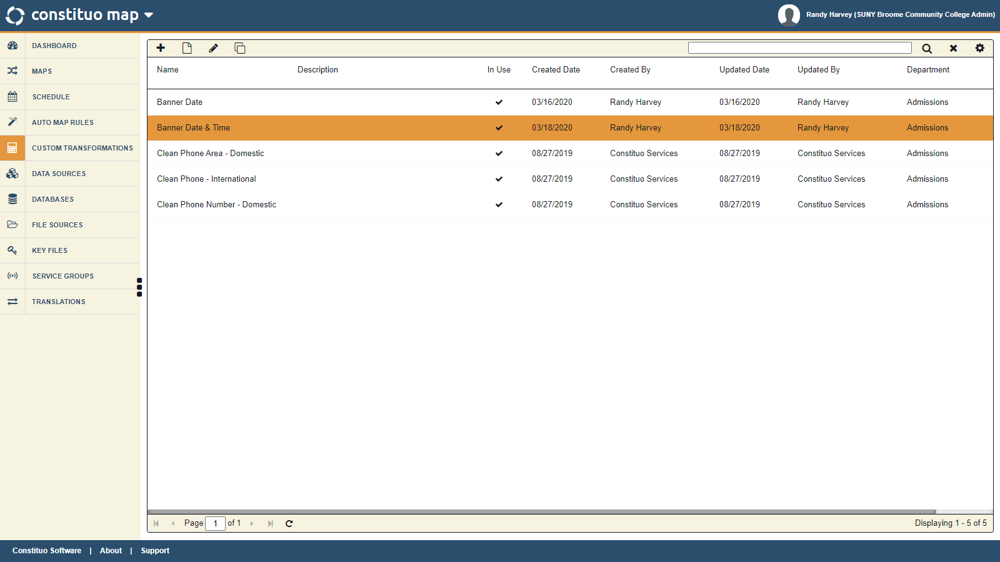 constituo map
Randy Harvey (SUNY Broome Community College Admin)
DASHBOARD
MAPS
SCHEDULE
AUTO MAP RULES
CUSTOM TRANSFORMATIONS
DATA SOURCES
DATABASES
FILE SOURCES
KEY FILES
SERVICE GROUPS
TRANSLATIONS
Name Description In Use Created Date Created By Updated Date Updated By Department
Banner Date 03/16/2020 Randy Harvey 03/16/2020 Randy Harvey Admissions
Banner Date & Time 03/18/2020 Randy Harvey 03/18/2020 Randy Harvey Admissions
Clean Phone Area - Domestic 08/27/2019 Constituo Services 08/27/2019 Constituo Services Admissions
Clean Phone - International 08/27/2019 Constituo Services 08/27/2019 Constituo Services Admissions
Clean Phone Number - Domestic 08/27/2019 Constituo Services 08/27/2019 Constituo Services Admissions
Page 1 of 1 Displaying 1 - 5 of 5
Constituo Software | About | Support